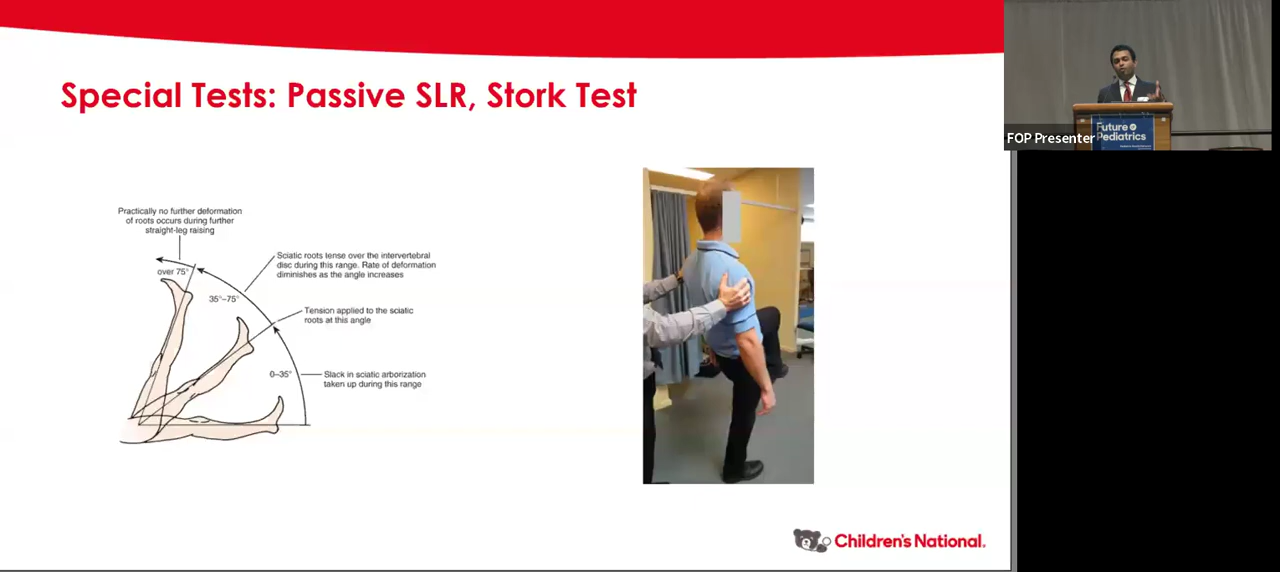 Special Tests: Passive SLR, Stork Test
Practically no further deformation
of roots occurs during further
straight-leg raising
over 75°
Sciatic roots tense over the intervertebral
disc during this range. Rate of deformation
diminishes as the angle increases
35°–75°
Tension applied to the sciatic
roots at this angle
0–35°
Slack in sciatic arborization
taken up during this range
Children's National.
FOP Presenter
Future of
Pediatrics